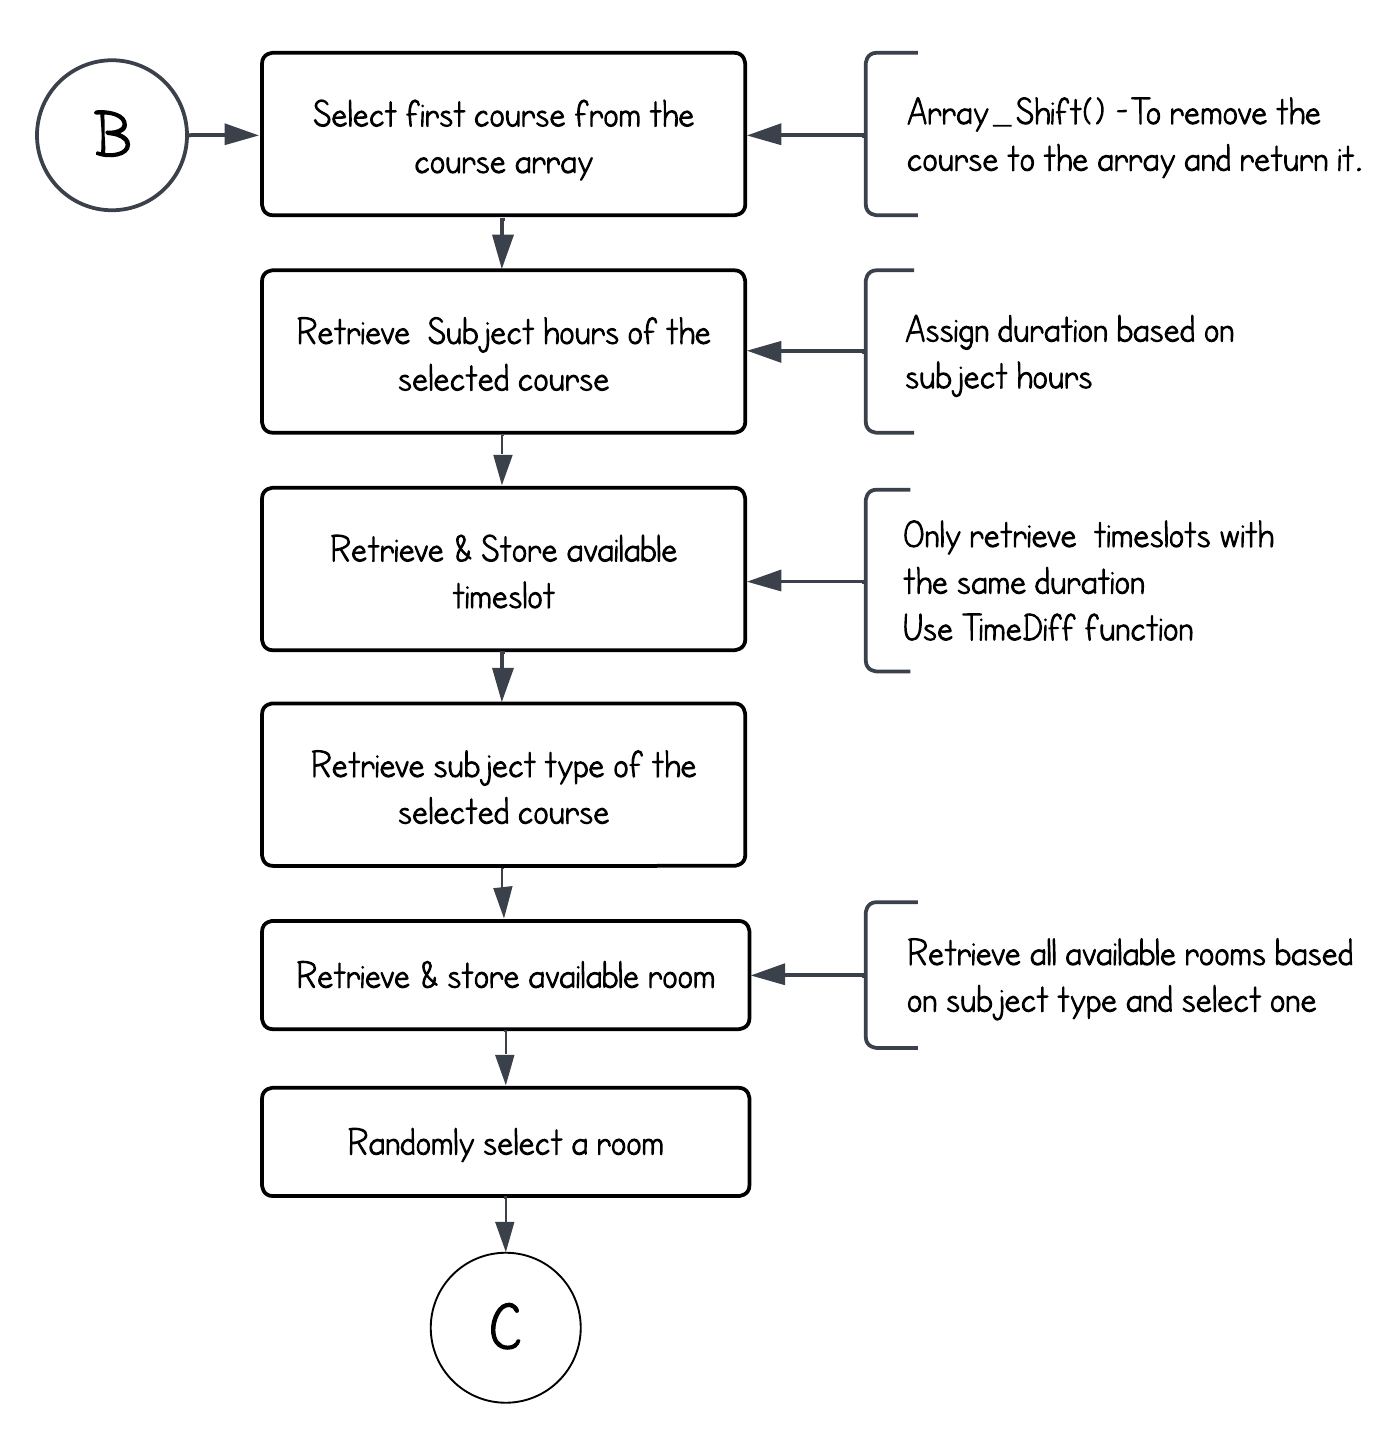 B
Select first course from the
course array
Array_Shift() -To remove the
course to the array and return it.
Retrieve  Subject hours of the
selected course
Assign duration based on
subject hours
Retrieve & Store available
timeslot
Only retrieve  timeslots with
the same duration
Use TimeDiff function
Retrieve subject type of the
selected course
Retrieve & store available room
Retrieve all available rooms based
on subject type and select one
Randomly select a room
C